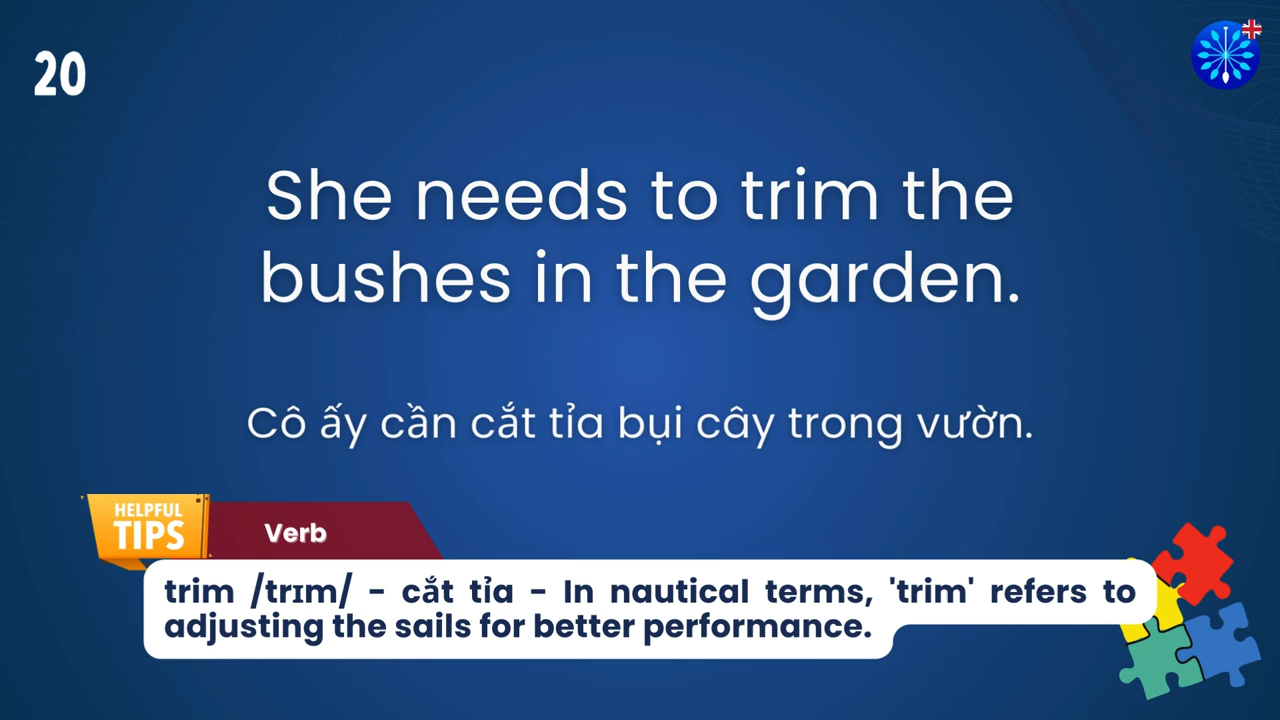 20
She needs to trim the
bushes in the garden.
Cô ấy cần cắt tỉa bụi cây trong vườn.
HELPFUL
TIPS
Verb
trim /trɪm/ - cắt tỉa - In nautical terms, 'trim' refers to
adjusting the sails for better performance.